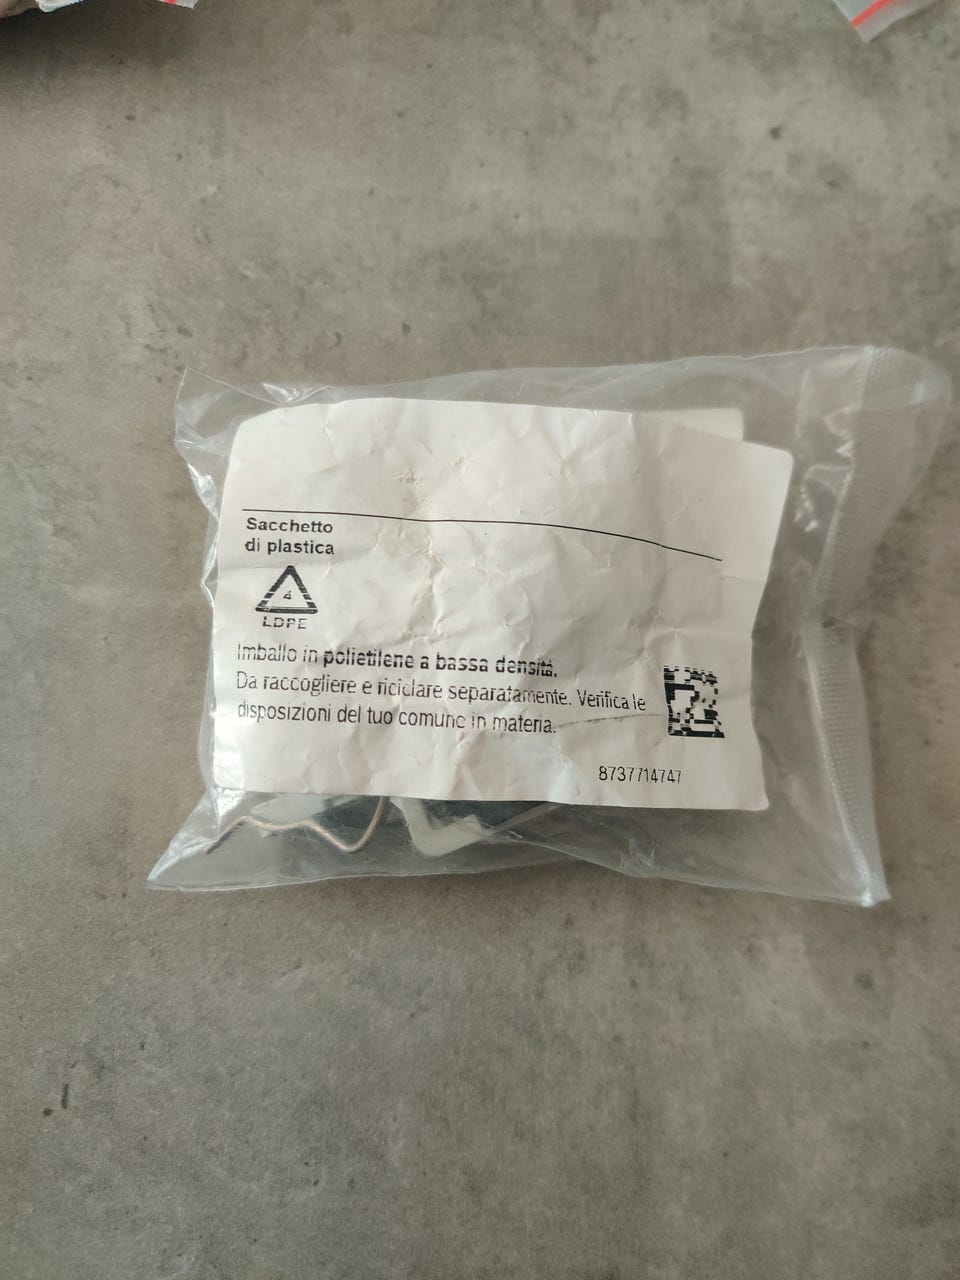 Sacchetto
di plastica
4
LDPE
Imballo in polietilene a bassa densità.
Da raccogliere e riciclare separatamente. Verifica le
disposizioni del tuo comune in materia.
8737714747